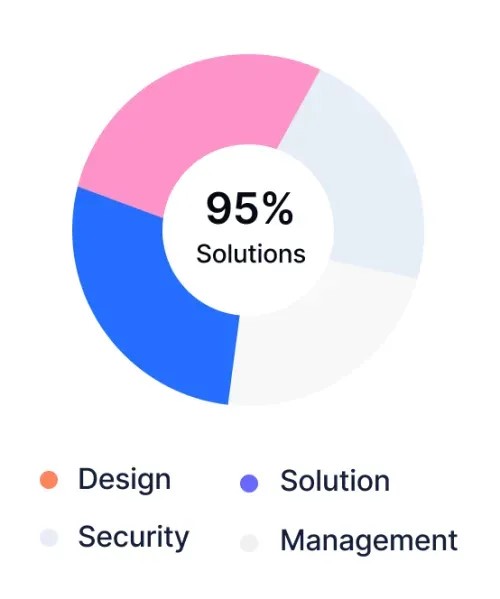 95%
Solutions
Design
Solution
Security
Management